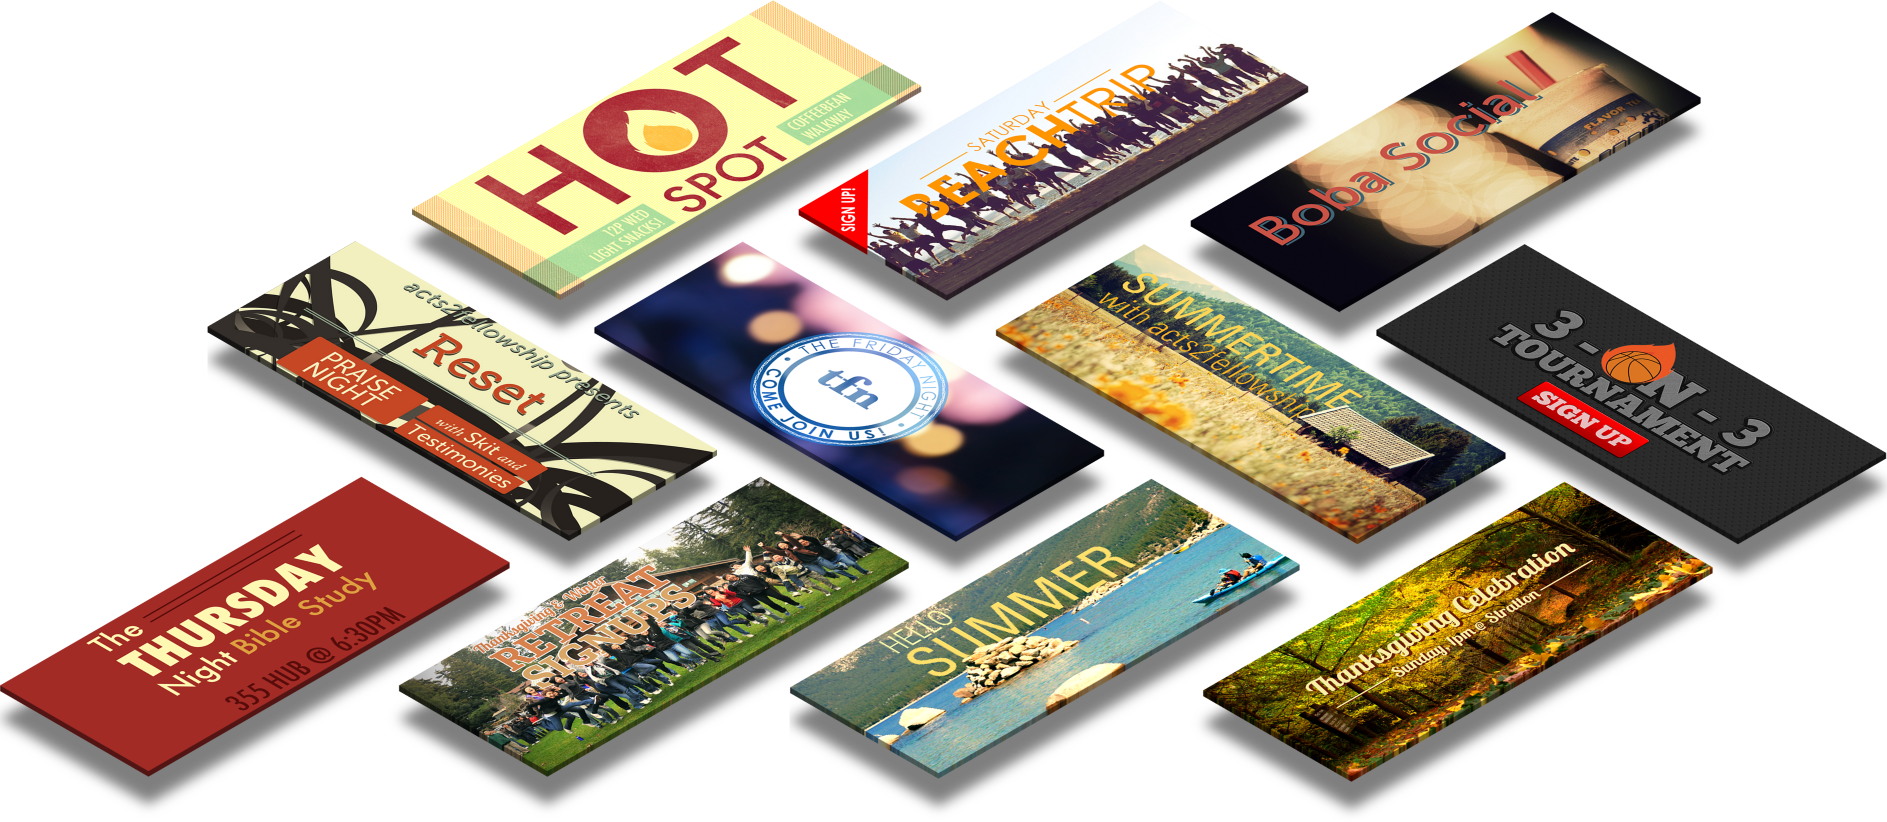 HOT
SPOT
12P WED
LIGHT SNACKS!
COFFEEBEAN
WALKWAY
SATURDAY
BEACHTRIP
SIGN UP!
Boba Social
FLAVOR
acts2fellowship presents
Reset
PRAISE
NIGHT
with Skit and
Testimonies
THE FRIDAY NIGHT
tfn
COME JOIN US!
SUMMERTIME
with acts2fellowship
3 - ON - 3
TOURNAMENT
SIGN UP
The
THURSDAY
Night Bible Study
355 HUB @ 6:30PM
Thanksgiving & Winter
RETREAT
SIGNUPS
HELLO
SUMMER
Thanksgiving Celebration
Sunday, 1pm @ Stratton